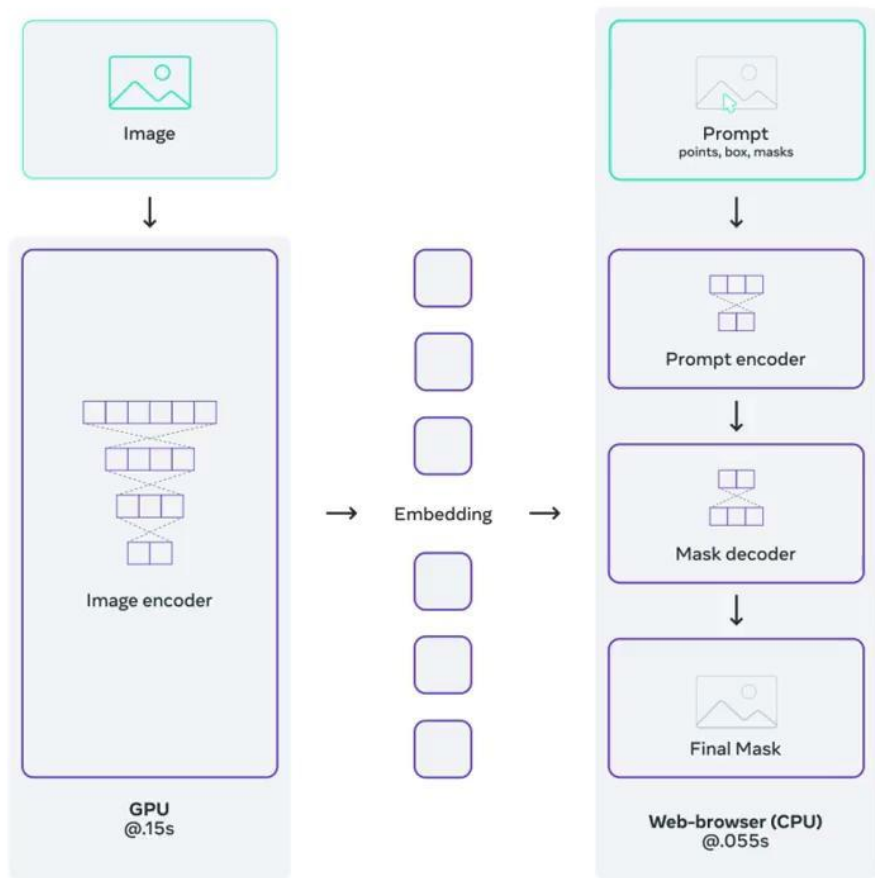 Image
Image encoder
GPU
@.15s
Embedding
Prompt
points, box, masks
Prompt encoder
Mask decoder
Final Mask
Web-browser (CPU)
@.055s